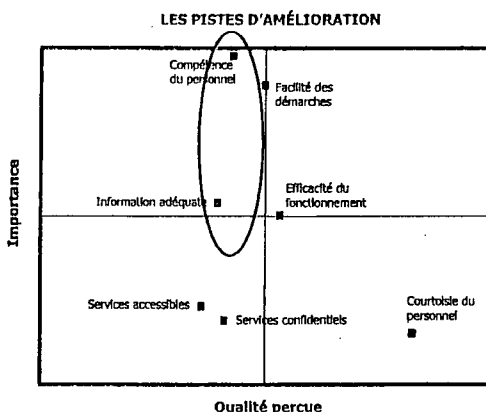 LES PISTES D'AMÉLIORATION
Compétence
du personnel
Facilité des
démarches
Information adéquate
Efficacité du
fonctionnement
Services accessibles
Services confidentiels
Courtoisie du
personnel
Importance
Qualité perçue